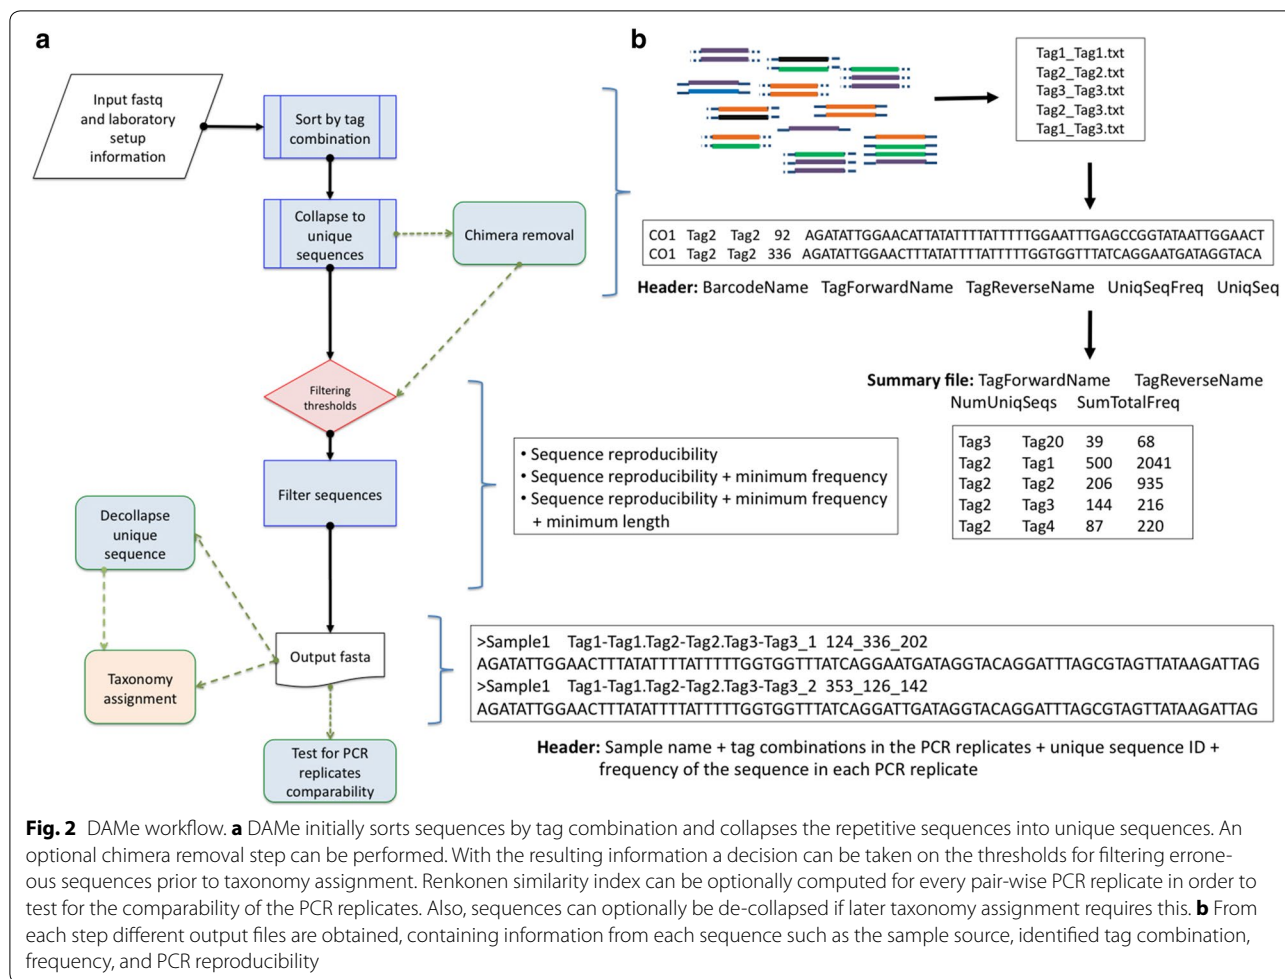 a
b
Input fastq
and laboratory
setup
information
Sort by tag
combination
Collapse to
unique
sequences
Chimera removal
Filtering
thresholds
Filter sequences
Decollapse
unique
sequence
Output fasta
Taxonomy
assignment
Test for PCR
replicates
comparability
Tag1_Tag1.txt
Tag2_Tag2.txt
Tag3_Tag3.txt
Tag2_Tag3.txt
Tag1_Tag3.txt
CO1 Tag2 Tag2 92 AGATATTGGAACATTATATTTTATTTTTGGAATTTGAGCCGGTATAATTGGAACT
CO1 Tag2 Tag2 336 AGATATTGGAACTTTATATTTTATTTTTGGTGGTTTATCAGGAATGATAGGTACA
Header: BarcodeName TagForwardName TagReverseName UniqSeqFreq UniqSeq
Summary file: TagForwardName TagReverseName
NumUniqSeqs SumTotalFreq
Tag3 Tag20 39 68
Tag2 Tag1 500 2041
Tag2 Tag2 206 935
Tag2 Tag3 144 216
Tag2 Tag4 87 220
• Sequence reproducibility
• Sequence reproducibility + minimum frequency
• Sequence reproducibility + minimum frequency
+ minimum length
>Sample1 Tag1-Tag1.Tag2-Tag2.Tag3-Tag3_1 124_336_202
AGATATTGGAACTTTATATTTTATTTTTGGTGGTTTATCAGGAATGATAGGTACAGGATTTAGCGTAGTTATAAGATTAG
>Sample1 Tag1-Tag1.Tag2-Tag2.Tag3-Tag3_2 353_126_142
AGATATTGGAACTTTATATTTTATTTTTGGTGGTTTATCAGGATTGATAGGTACAGGATTTAGCGTAGTTATAAGATTAG
Header: Sample name + tag combinations in the PCR replicates + unique sequence ID +
frequency of the sequence in each PCR replicate
Fig. 2 DAMe workflow. a DAMe initially sorts sequences by tag combination and collapses the repetitive sequences into unique sequences. An
optional chimera removal step can be performed. With the resulting information a decision can be taken on the thresholds for filtering errone-
ous sequences prior to taxonomy assignment. Renkonen similarity index can be optionally computed for every pair-wise PCR replicate in order to
test for the comparability of the PCR replicates. Also, sequences can optionally be de-collapsed if later taxonomy assignment requires this. b From
each step different output files are obtained, containing information from each sequence such as the sample source, identified tag combination,
frequency, and PCR reproducibility